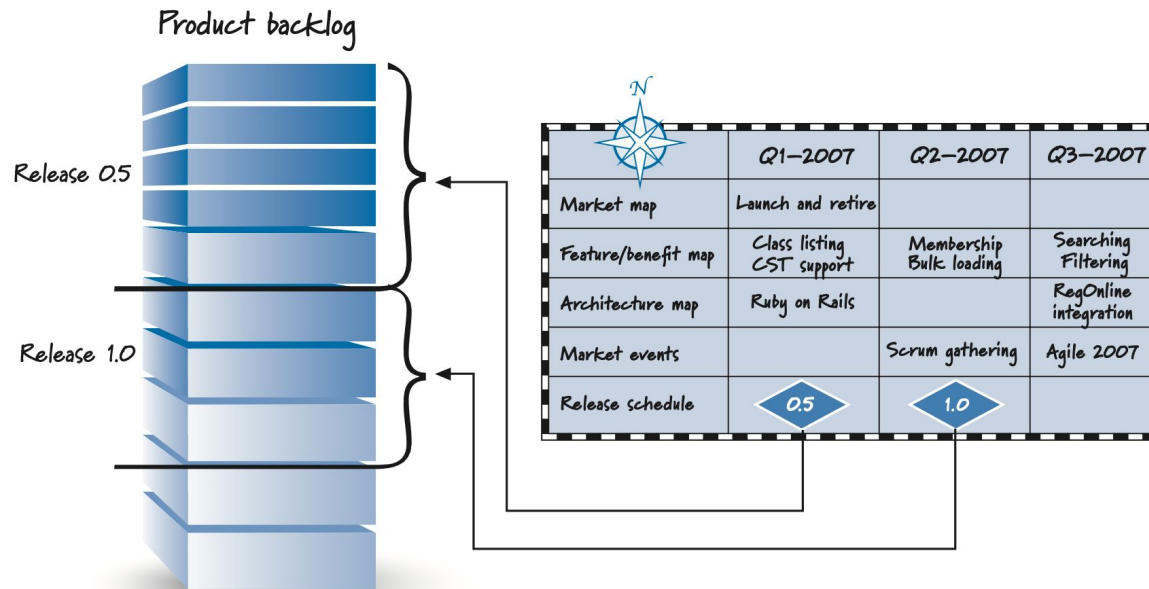 Product backlog
Release 0.5
Release 1.0
N
Q1–2007 Q2–2007 Q3–2007
Market map Launch and retire
Feature/benefit map Class listing Membership Searching
CST support Bulk loading Filtering
Architecture map Ruby on Rails RegOnline
integration
Market events Scrum gathering Agile 2007
Release schedule 0.5 1.0